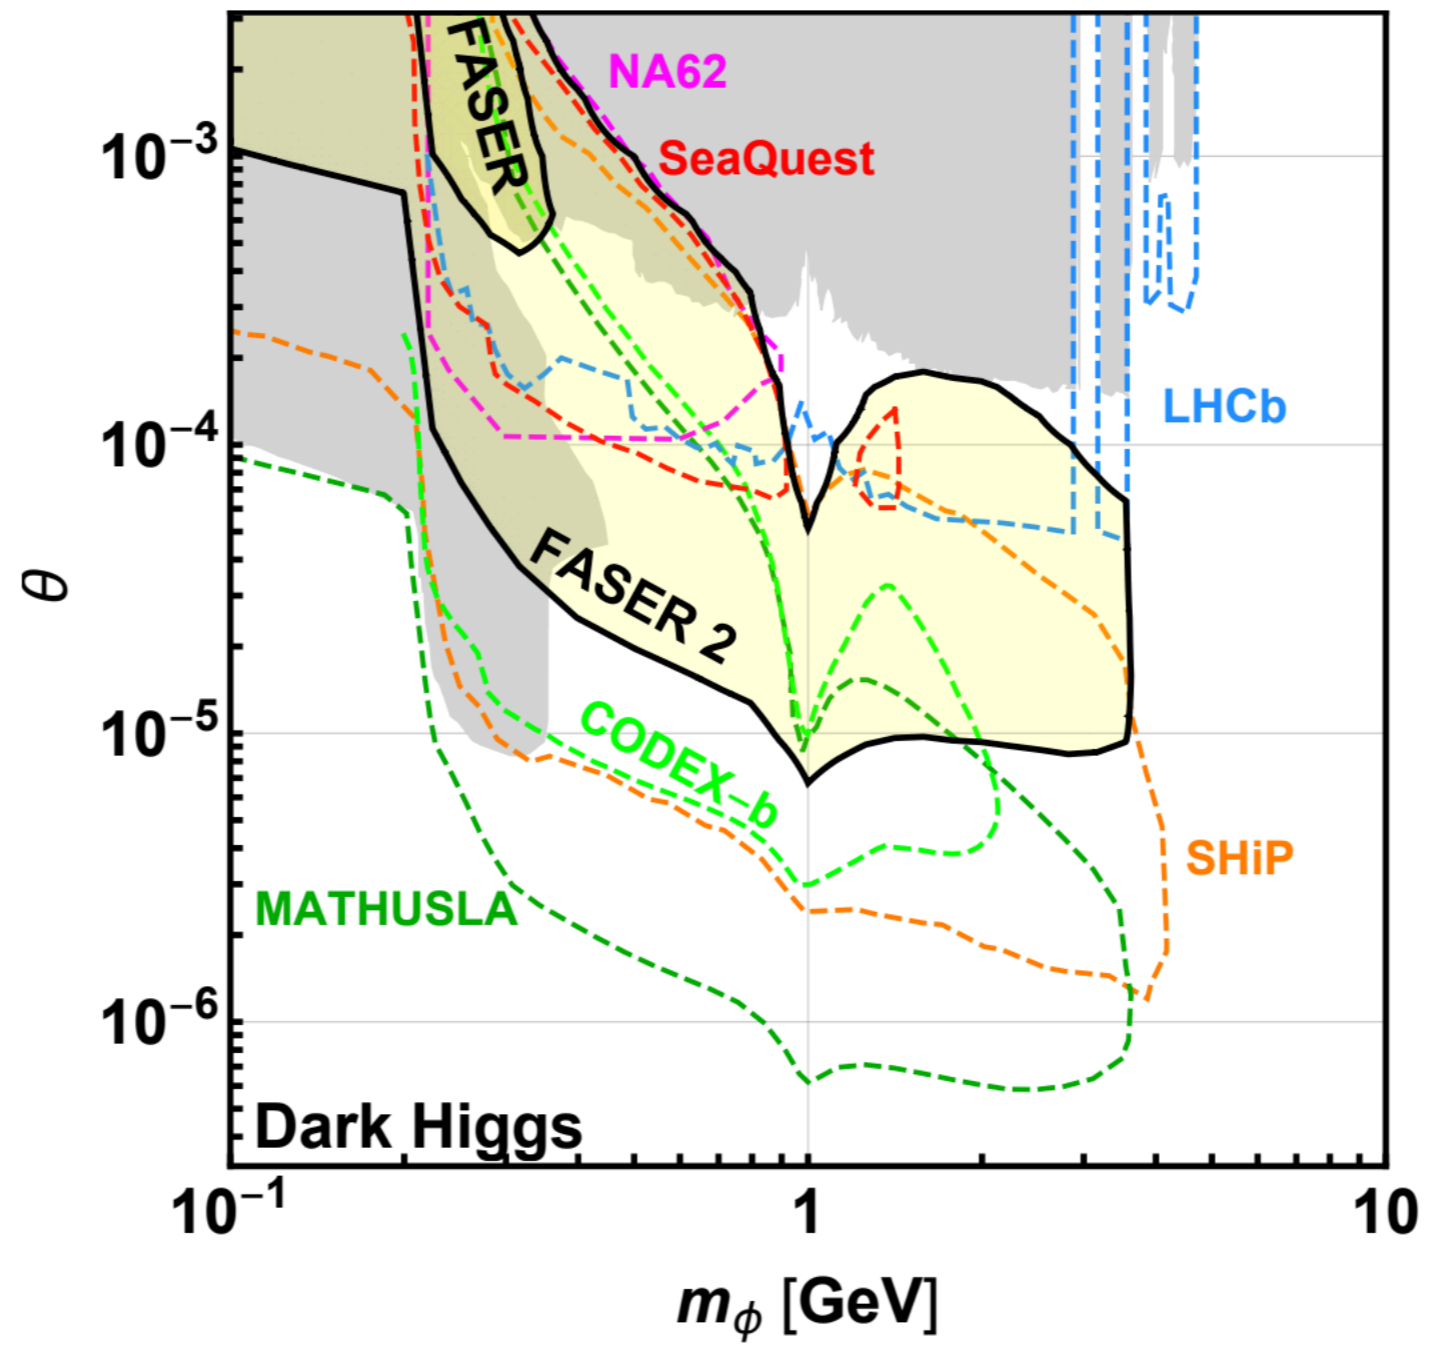 FASER
NA62
10⁻³
SeaQuest
10⁻⁴
LHCb
θ
FASER 2
10⁻⁵
CODEX–b
SHiP
MATHUSLA
10⁻⁶
Dark Higgs
10⁻¹ 1 10
m_ϕ [GeV]